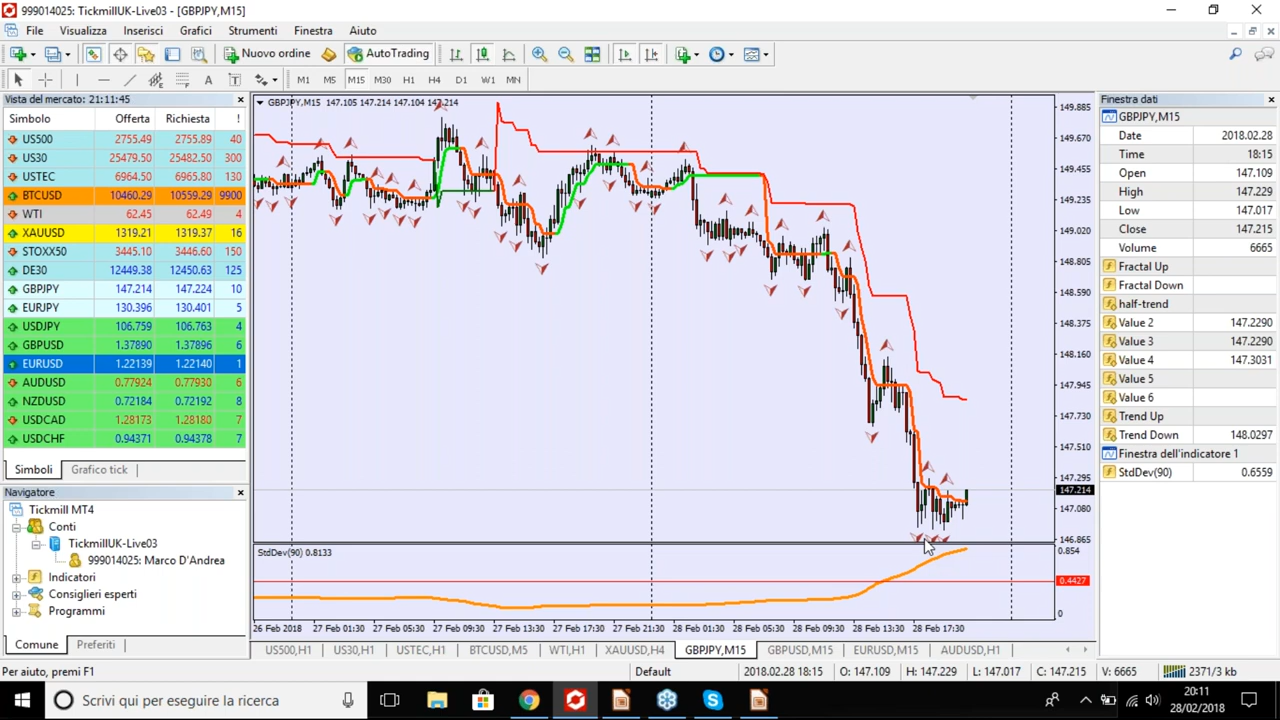 999014025: TickmillUK-Live03 - [GBPJPY,M15]
File Visualizza Inserisci Grafici Strumenti Finestra Aiuto
Nuovo ordine AutoTrading
A T M1 M5 M15 M30 H1 H4 D1 W1 MN
Vista del mercato: 21:11:45
Simbolo Offerta Richiesta !
US500 2755.49 2755.89 40
US30 25479.50 25482.50 300
USTEC 6964.50 6965.80 130
BTCUSD 10460.29 10559.29 9900
WTI 62.45 62.49 4
XAUUSD 1319.21 1319.37 16
STOXX50 3445.10 3446.60 150
DE30 12449.38 12450.63 125
GBPJPY 147.214 147.224 10
EURJPY 130.396 130.401 5
USDJPY 106.759 106.763 4
GBPUSD 1.37890 1.37896 6
EURUSD 1.22139 1.22140 1
AUDUSD 0.77924 0.77930 6
NZDUSD 0.72184 0.72192 8
USDCAD 1.28173 1.28180 7
USDCHF 0.94371 0.94378 7
Simboli Grafico tick
Navigatore
Tickmill MT4
Conti
TickmillUK-Live03
999014025: Marco D'Andrea
Indicatori
Consiglieri esperti
Programmi
Comune Preferiti
GBPJPY,M15 147.105 147.214 147.104 147.214
149.885
149.670
149.455
149.235
149.020
148.805
148.590
148.375
148.160
147.945
147.730
147.510
147.295
147.214
147.080
146.865
StdDev(90) 0.8133
0.854
0.4427
0
26 Feb 2018 27 Feb 01:30 27 Feb 05:30 27 Feb 09:30 27 Feb 13:30 27 Feb 17:30 27 Feb 21:30 28 Feb 01:30 28 Feb 05:30 28 Feb 09:30 28 Feb 13:30 28 Feb 17:30
US500,H1 US30,H1 USTEC,H1 BTCUSD,M5 WTI,H1 XAUUSD,H4 GBPJPY,M15 GBPUSD,M15 EURUSD,M15 AUDUSD,H1
Finestra dati
GBPJPY,M15
Date 2018.02.28
Time 18:15
Open 147.109
High 147.229
Low 147.017
Close 147.215
Volume 6665
Fractal Up
Fractal Down
half-trend
Value 2 147.2290
Value 3 147.2290
Value 4 147.3031
Value 5
Value 6
Trend Up
Trend Down 148.0297
Finestra dell'indicatore 1
StdDev(90) 0.6559
Per aiuto, premi F1 Default 2018.02.28 18:15 O: 147.109 H: 147.229 L: 147.017 C: 147.215 V: 6665 2371/3 kb
Scrivi qui per eseguire la ricerca
20:11
28/02/2018